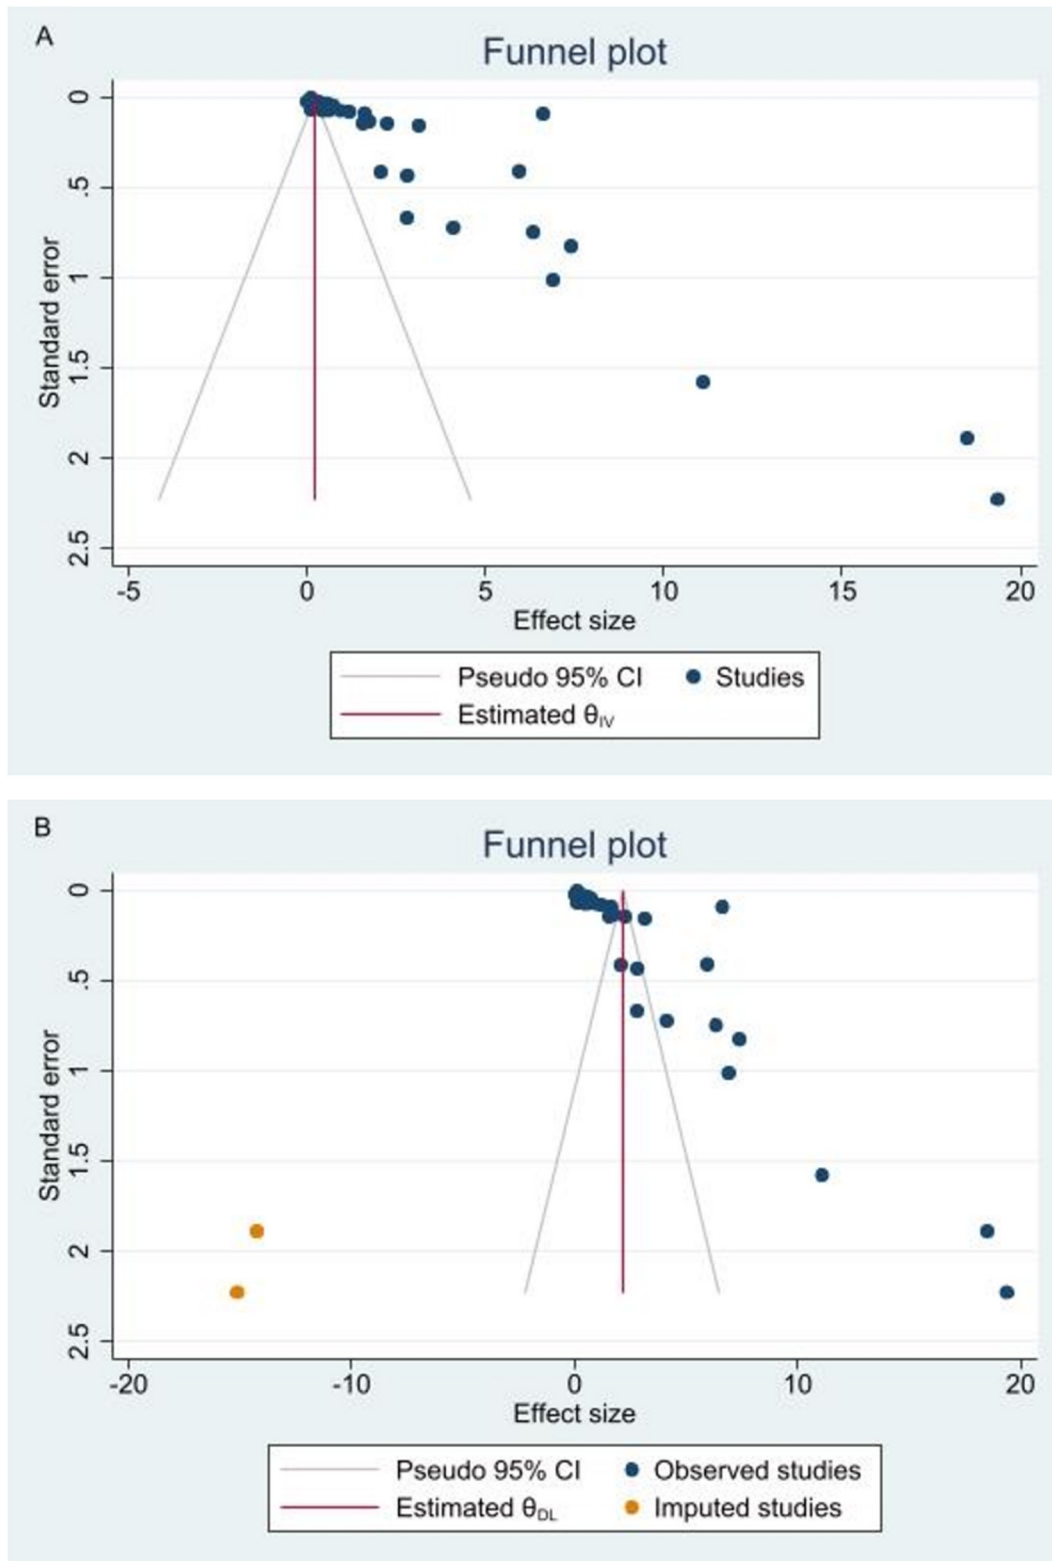 A
Funnel plot
0
.5
1
1.5
2
2.5
Standard error
-5 0 5 10 15 20
Effect size
Pseudo 95% CI Studies
Estimated θIV
B
Funnel plot
0
.5
1
1.5
2
2.5
Standard error
-20 -10 0 10 20
Effect size
Pseudo 95% CI Observed studies
Estimated θDL Imputed studies